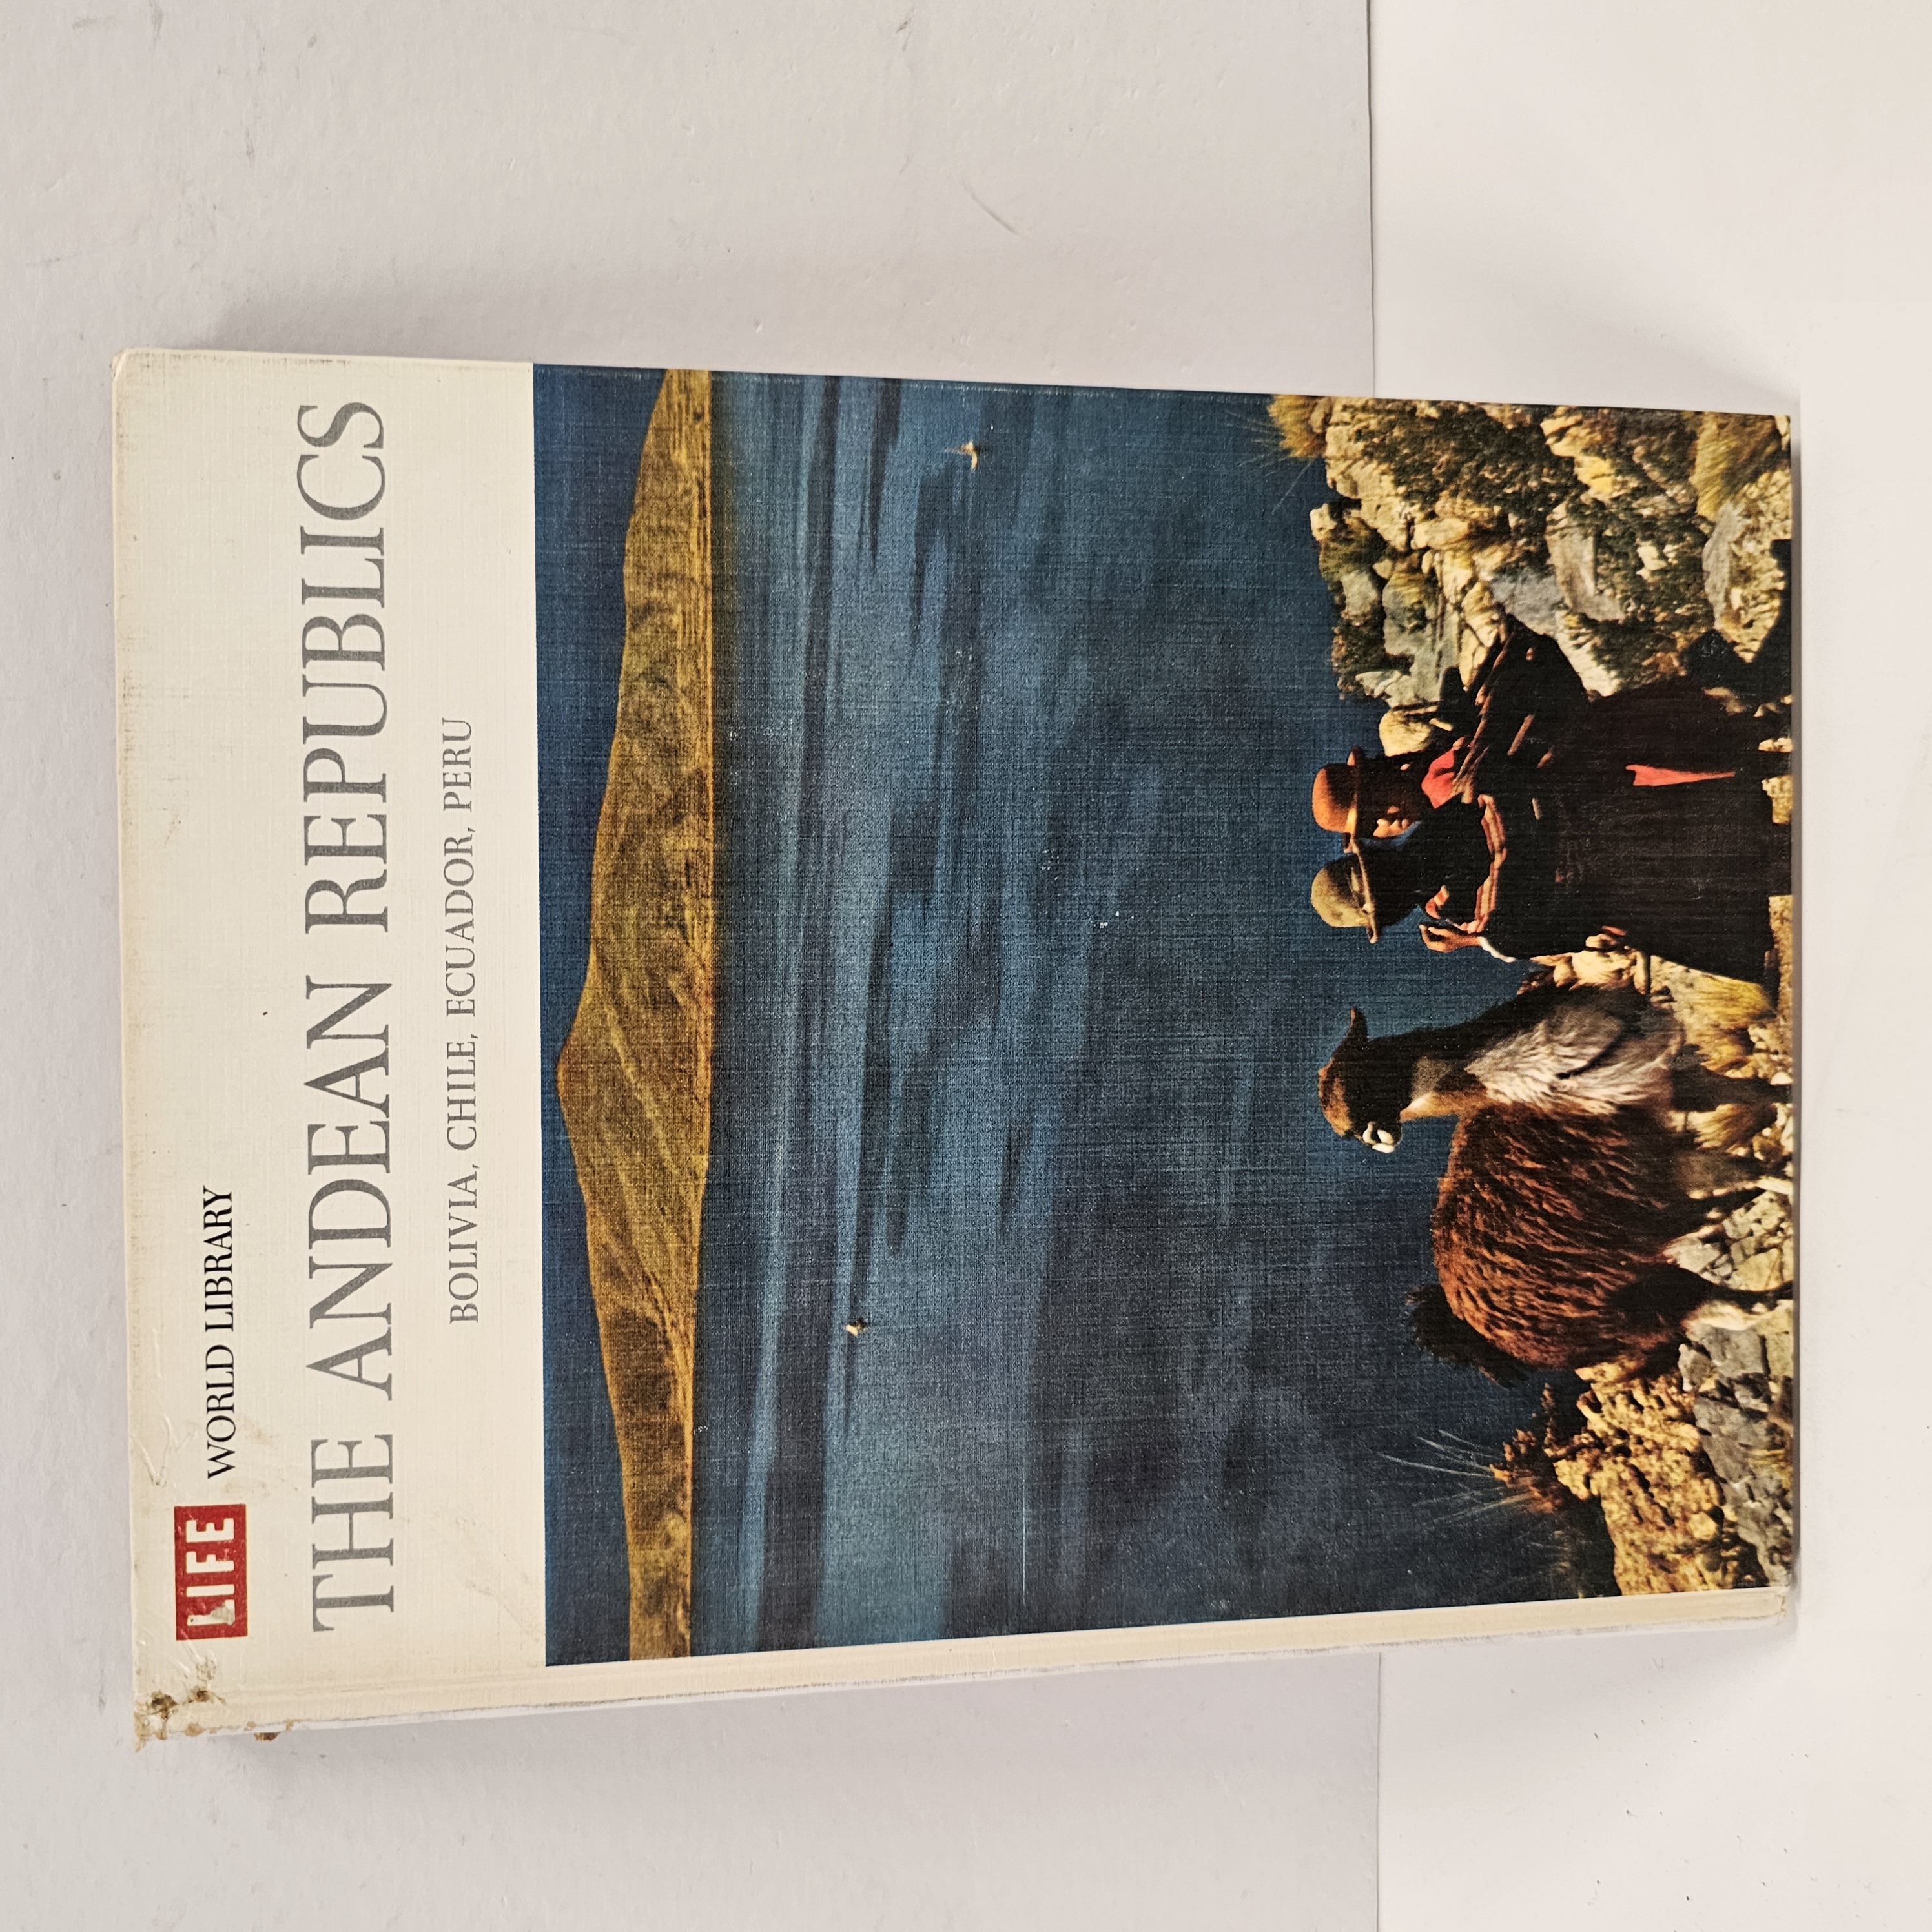 LIFE WORLD LIBRARY
THE ANDEAN REPUBLICS
BOLIVIA, CHILE, ECUADOR, PERU